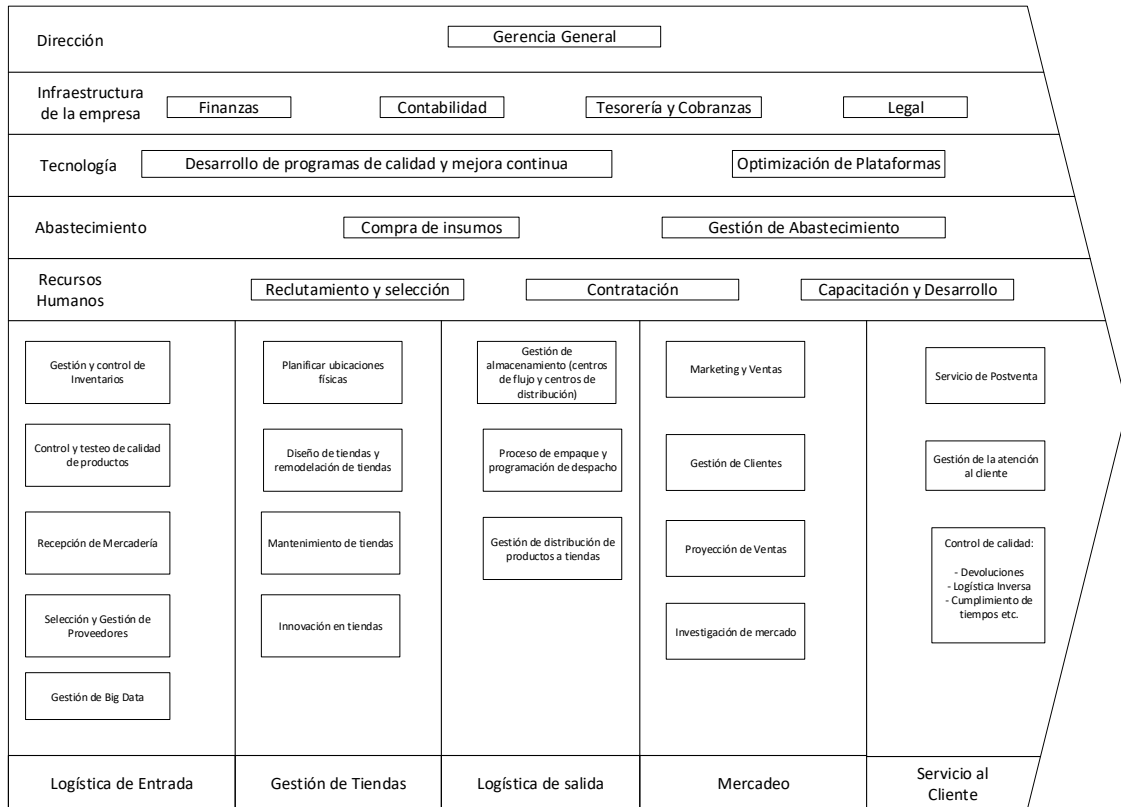 Dirección
Gerencia General
Infraestructura
de la empresa
Finanzas
Contabilidad
Tesorería y Cobranzas
Legal
Tecnología
Desarrollo de programas de calidad y mejora continua
Optimización de Plataformas
Abastecimiento
Compra de insumos
Gestión de Abastecimiento
Recursos
Humanos
Reclutamiento y selección
Contratación
Capacitación y Desarrollo
Gestión y control de
Inventarios
Control y testeo de calidad
de productos
Recepción de Mercadería
Selección y Gestión de
Proveedores
Gestión de Big Data
Logística de Entrada
Planificar ubicaciones
físicas
Diseño de tiendas y
remodelación de tiendas
Mantenimiento de tiendas
Innovación en tiendas
Gestión de Tiendas
Gestión de
almacenamiento (centros
de flujo y centros de
distribución)
Proceso de empaque y
programación de despacho
Gestión de distribución de
productos a tiendas
Logística de salida
Marketing y Ventas
Gestión de Clientes
Proyección de Ventas
Investigación de mercado
Mercadeo
Servicio de Postventa
Gestión de la atención
al cliente
Control de calidad:
- Devoluciones
- Logística Inversa
- Cumplimiento de
tiempos etc.
Servicio al
Cliente